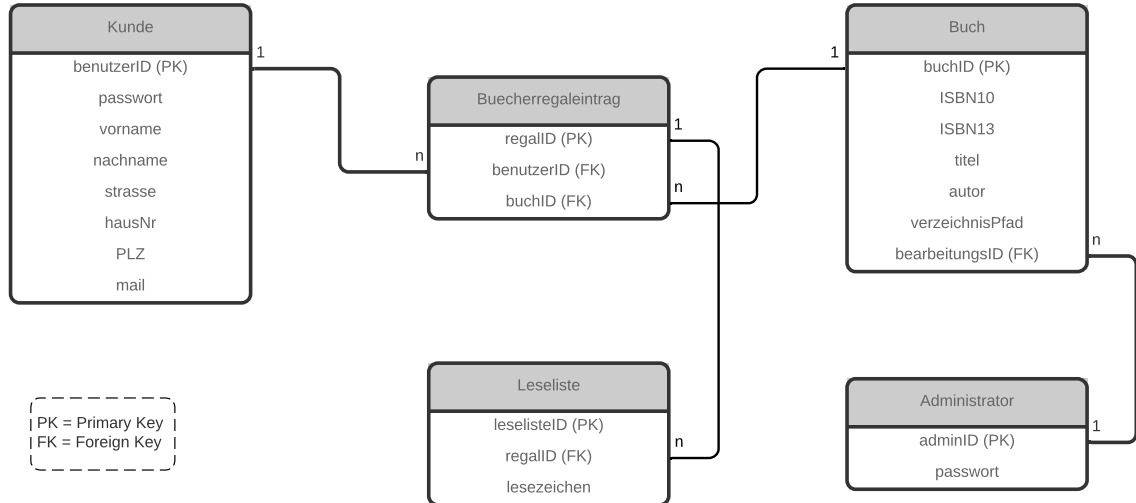 Kunde
benutzerID (PK)
passwort
vorname
nachname
strasse
hausNr
PLZ
mail
1
n
Buecherregaleintrag
regalID (PK)
benutzerID (FK)
buchID (FK)
1
n
1
Buch
buchID (PK)
ISBN10
ISBN13
titel
autor
verzeichnisPfad
bearbeitungsID (FK)
n
PK = Primary Key
FK = Foreign Key
Leseliste
leselisteID (PK)
regalID (FK)
lesezeichen
n
Administrator
adminID (PK)
passwort
1